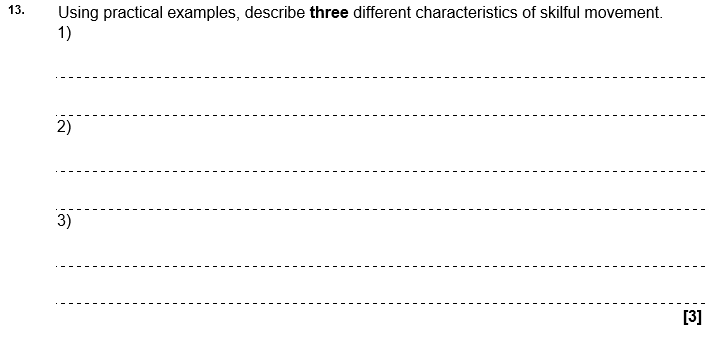 13. Using practical examples, describe three different characteristics of skilful movement.
1)
2)
3)
[3]